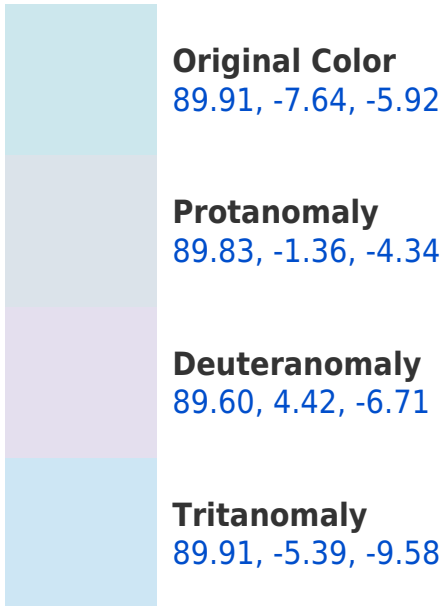 Original Color
89.91, -7.64, -5.92
Protanomaly
89.83, -1.36, -4.34
Deuteranomaly
89.60, 4.42, -6.71
Tritanomaly
89.91, -5.39, -9.58